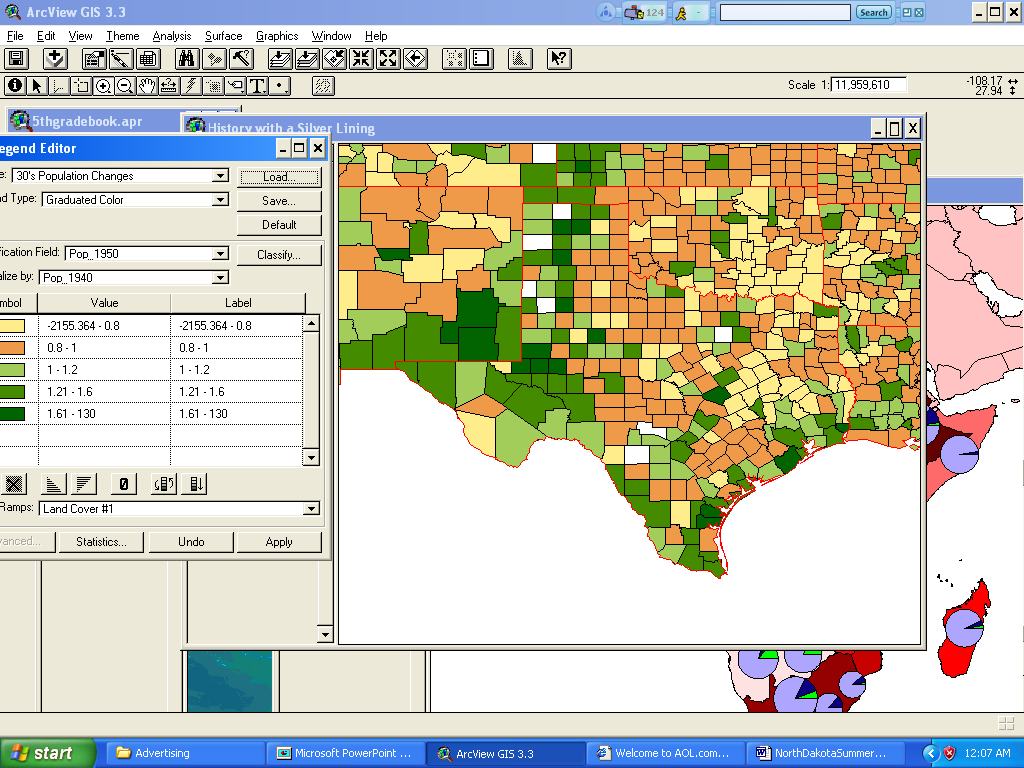 ArcView GIS 3.3
124
Search
File Edit View Theme Analysis Surface Graphics Window Help
Scale 1: 11,959,610
-108.17
27.94
5thgradebook.apr
History with a Silver Lining
egend Editor
e: 30's Population Changes
Load...
d Type: Graduated Color
Save...
Default
ification Field: Pop_1950
Classify...
alize by: Pop_1940
mbol Value Label
-2155.364 - 0.8 -2155.364 - 0.8
0.8 - 1 0.8 - 1
1 - 1.2 1 - 1.2
1.21 - 1.6 1.21 - 1.6
1.61 - 130 1.61 - 130
Ramps: Land Cover #1
vanced... Statistics... Undo Apply
start Advertising Microsoft PowerPoint ... ArcView GIS 3.3 Welcome to AOL.com... NorthDakotaSummer... 12:07 AM